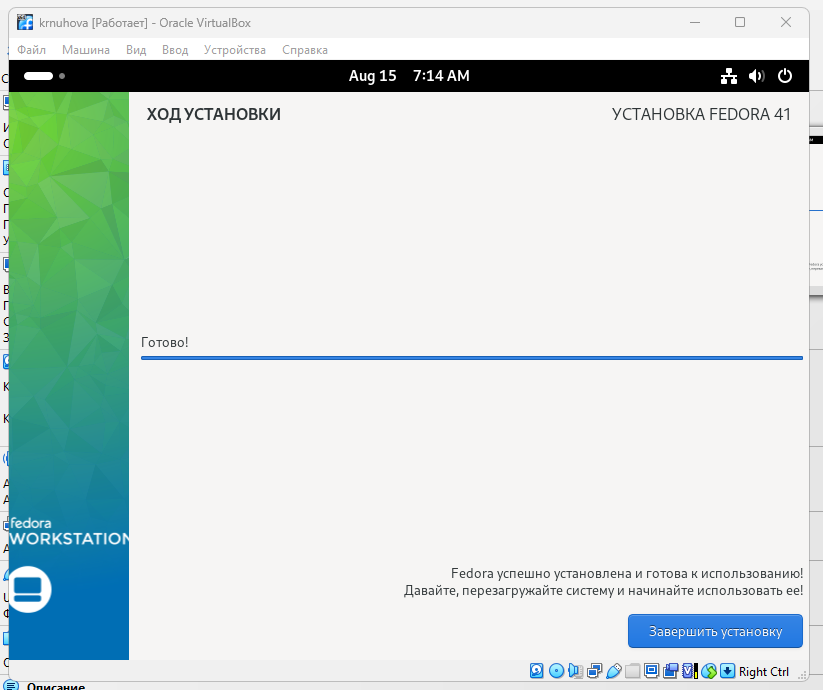 krnuhova [Работает] - Oracle VirtualBox
Файл Машина Вид Ввод Устройства Справка
Aug 15 7:14 AM
ХОД УСТАНОВКИ
УСТАНОВКА FEDORA 41
Готово!
fedora
WORKSTATION
Fedora успешно установлена и готова к использованию!
Давайте, перезагружайте систему и начинайте использовать ее!
Завершить установку
Right Ctrl
Описание